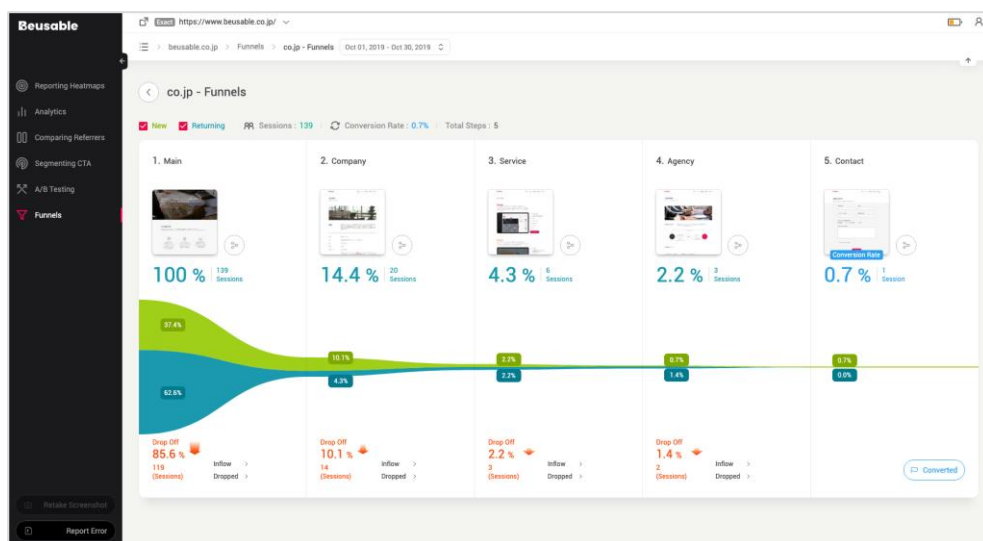 Beusable
Exact https://www.beusable.co.jp/
beusable.co.jp > Funnels > co.jp - Funnels Oct 01, 2019 - Oct 30, 2019
co.jp - Funnels
New Returning Sessions : 139 Conversion Rate : 0.7% Total Steps : 5
Reporting Heatmaps
Analytics
Comparing Referrers
Segmenting CTA
A/B Testing
Funnels
Retake Screenshot
Report Error
1. Main
100 % 139 Sessions
37.4%
62.6%
Drop Off
85.6 %
119
(Sessions)
Inflow >
Dropped >
2. Company
14.4 % 20 Sessions
10.1%
4.3%
Drop Off
10.1 %
14
(Sessions)
Inflow >
Dropped >
3. Service
4.3 % 6 Sessions
2.2%
2.2%
Drop Off
2.2 %
3
(Sessions)
Inflow >
Dropped >
4. Agency
2.2 % 3 Sessions
0.7%
1.4%
Drop Off
1.4 %
2
(Sessions)
Inflow >
Dropped >
5. Contact
Conversion Rate
0.7 % 1 Session
0.7%
0.0%
Converted